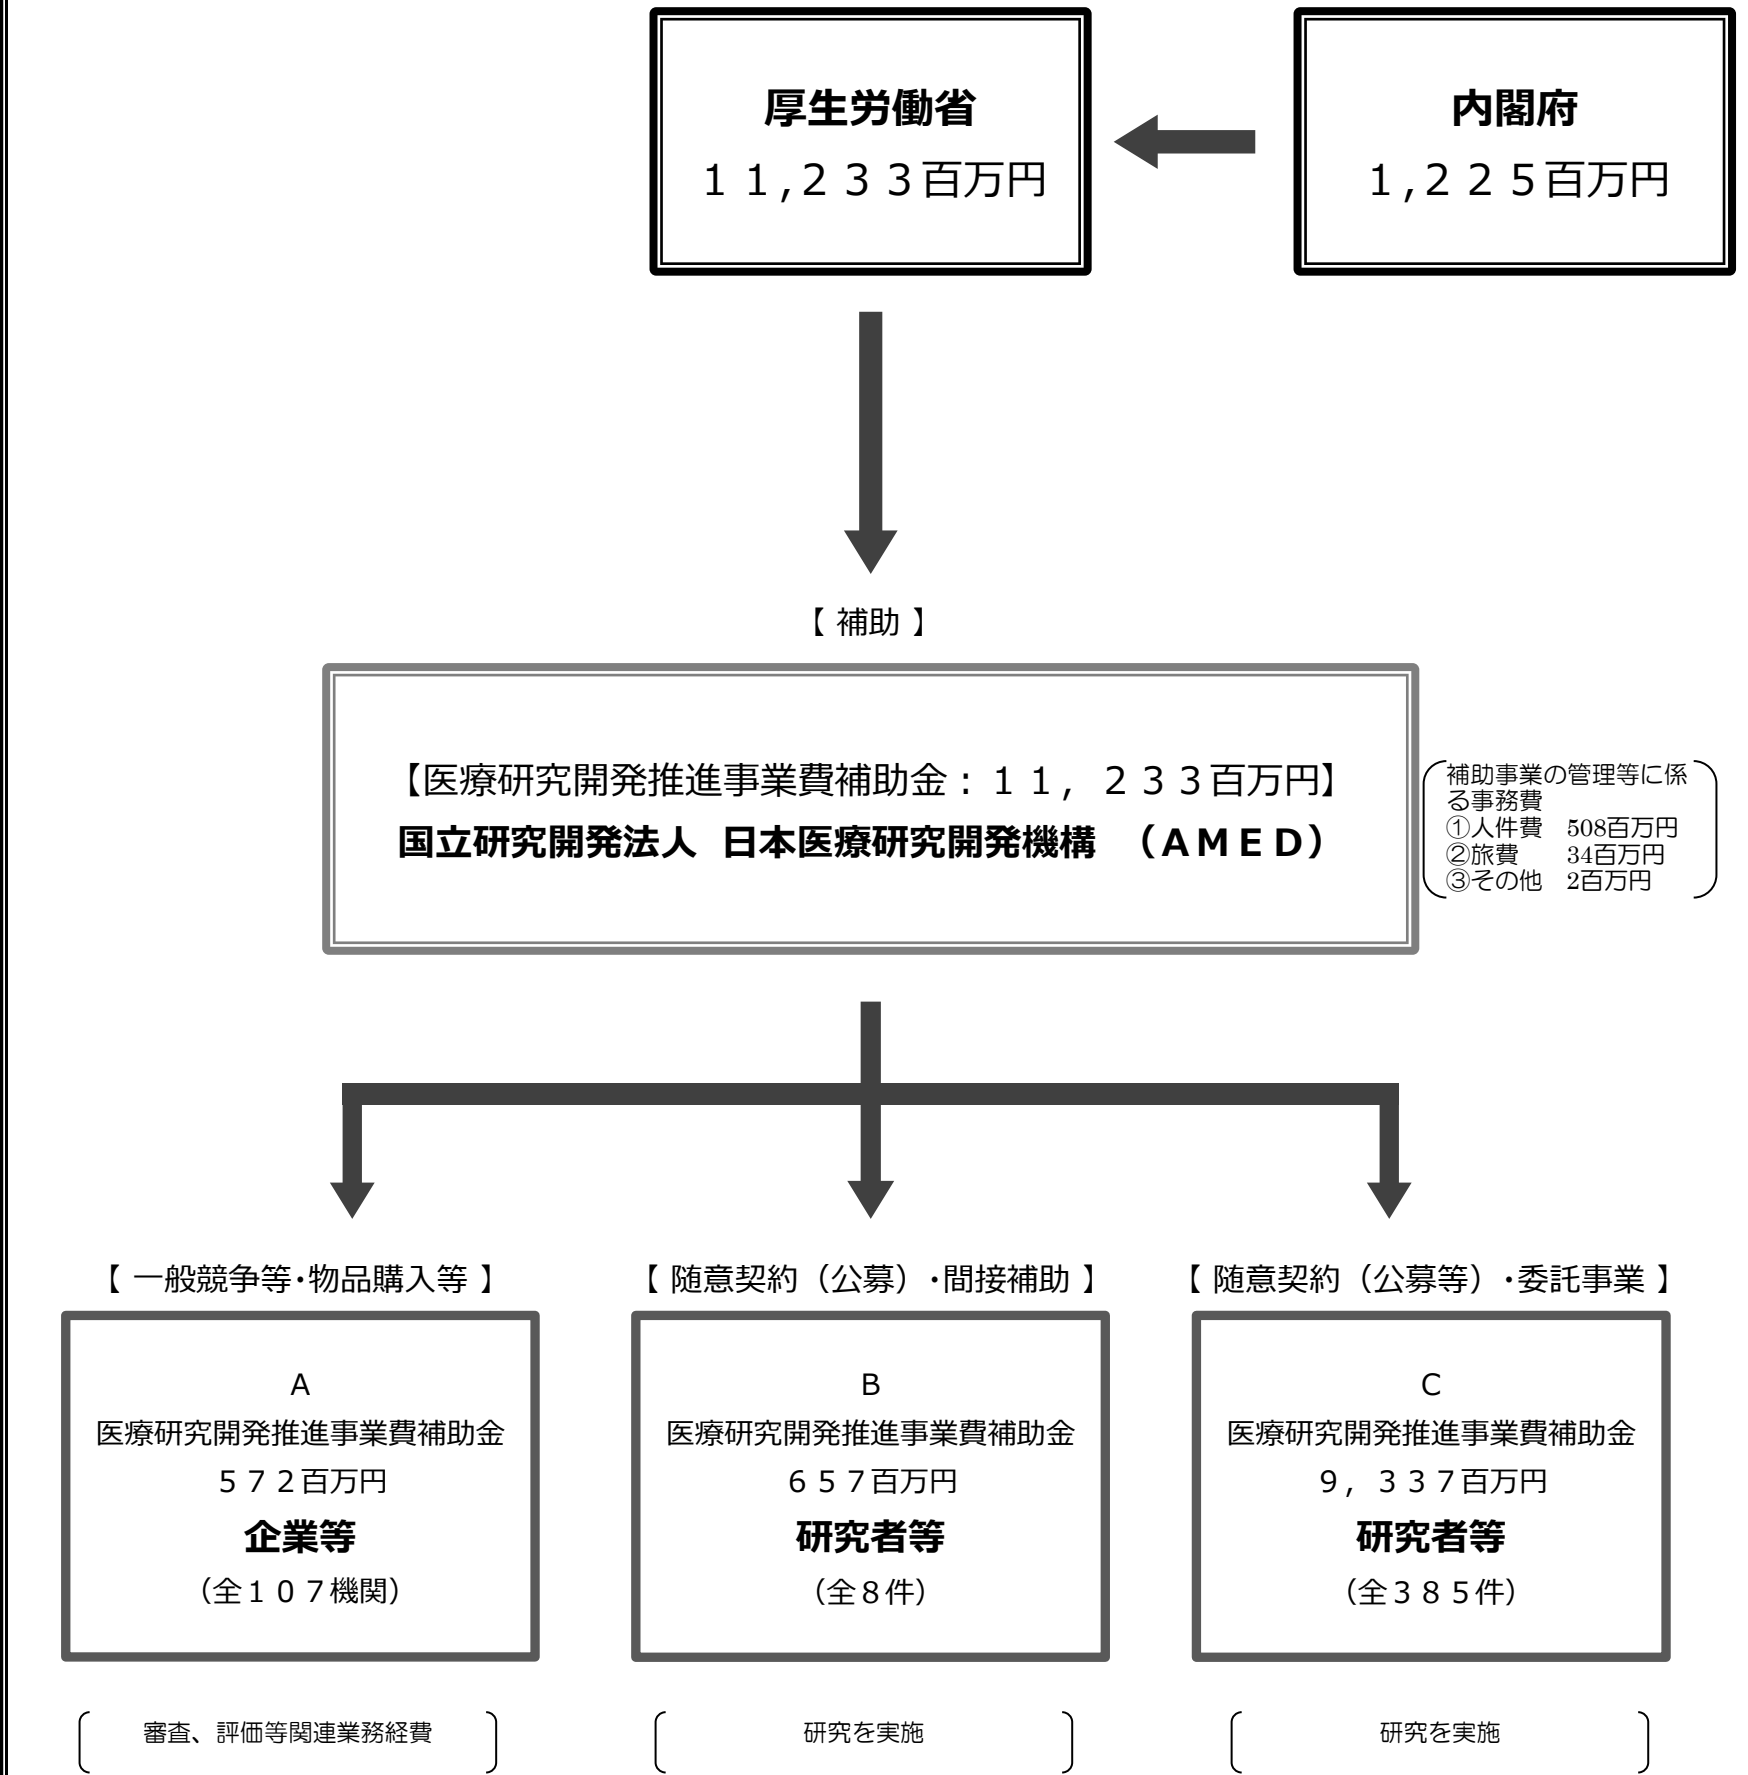 厚生労働省
１１,２３３百万円
内閣府
１,２２５百万円
【 補助 】
【医療研究開発推進事業費補助金：１１，２３３百万円】
国立研究開発法人 日本医療研究開発機構 （ＡＭＥＤ）
補助事業の管理等に係
る事務費
①人件費　508百万円
②旅費　　34百万円
③その他　2百万円
【 一般競争等・物品購入等 】
A
医療研究開発推進事業費補助金
５７２百万円
企業等
（全１０７機関）
審査、評価等関連業務経費
【 随意契約（公募）・間接補助 】
B
医療研究開発推進事業費補助金
６５７百万円
研究者等
（全８件）
研究を実施
【 随意契約（公募等）・委託事業 】
C
医療研究開発推進事業費補助金
９，３３７百万円
研究者等
（全３８５件）
研究を実施